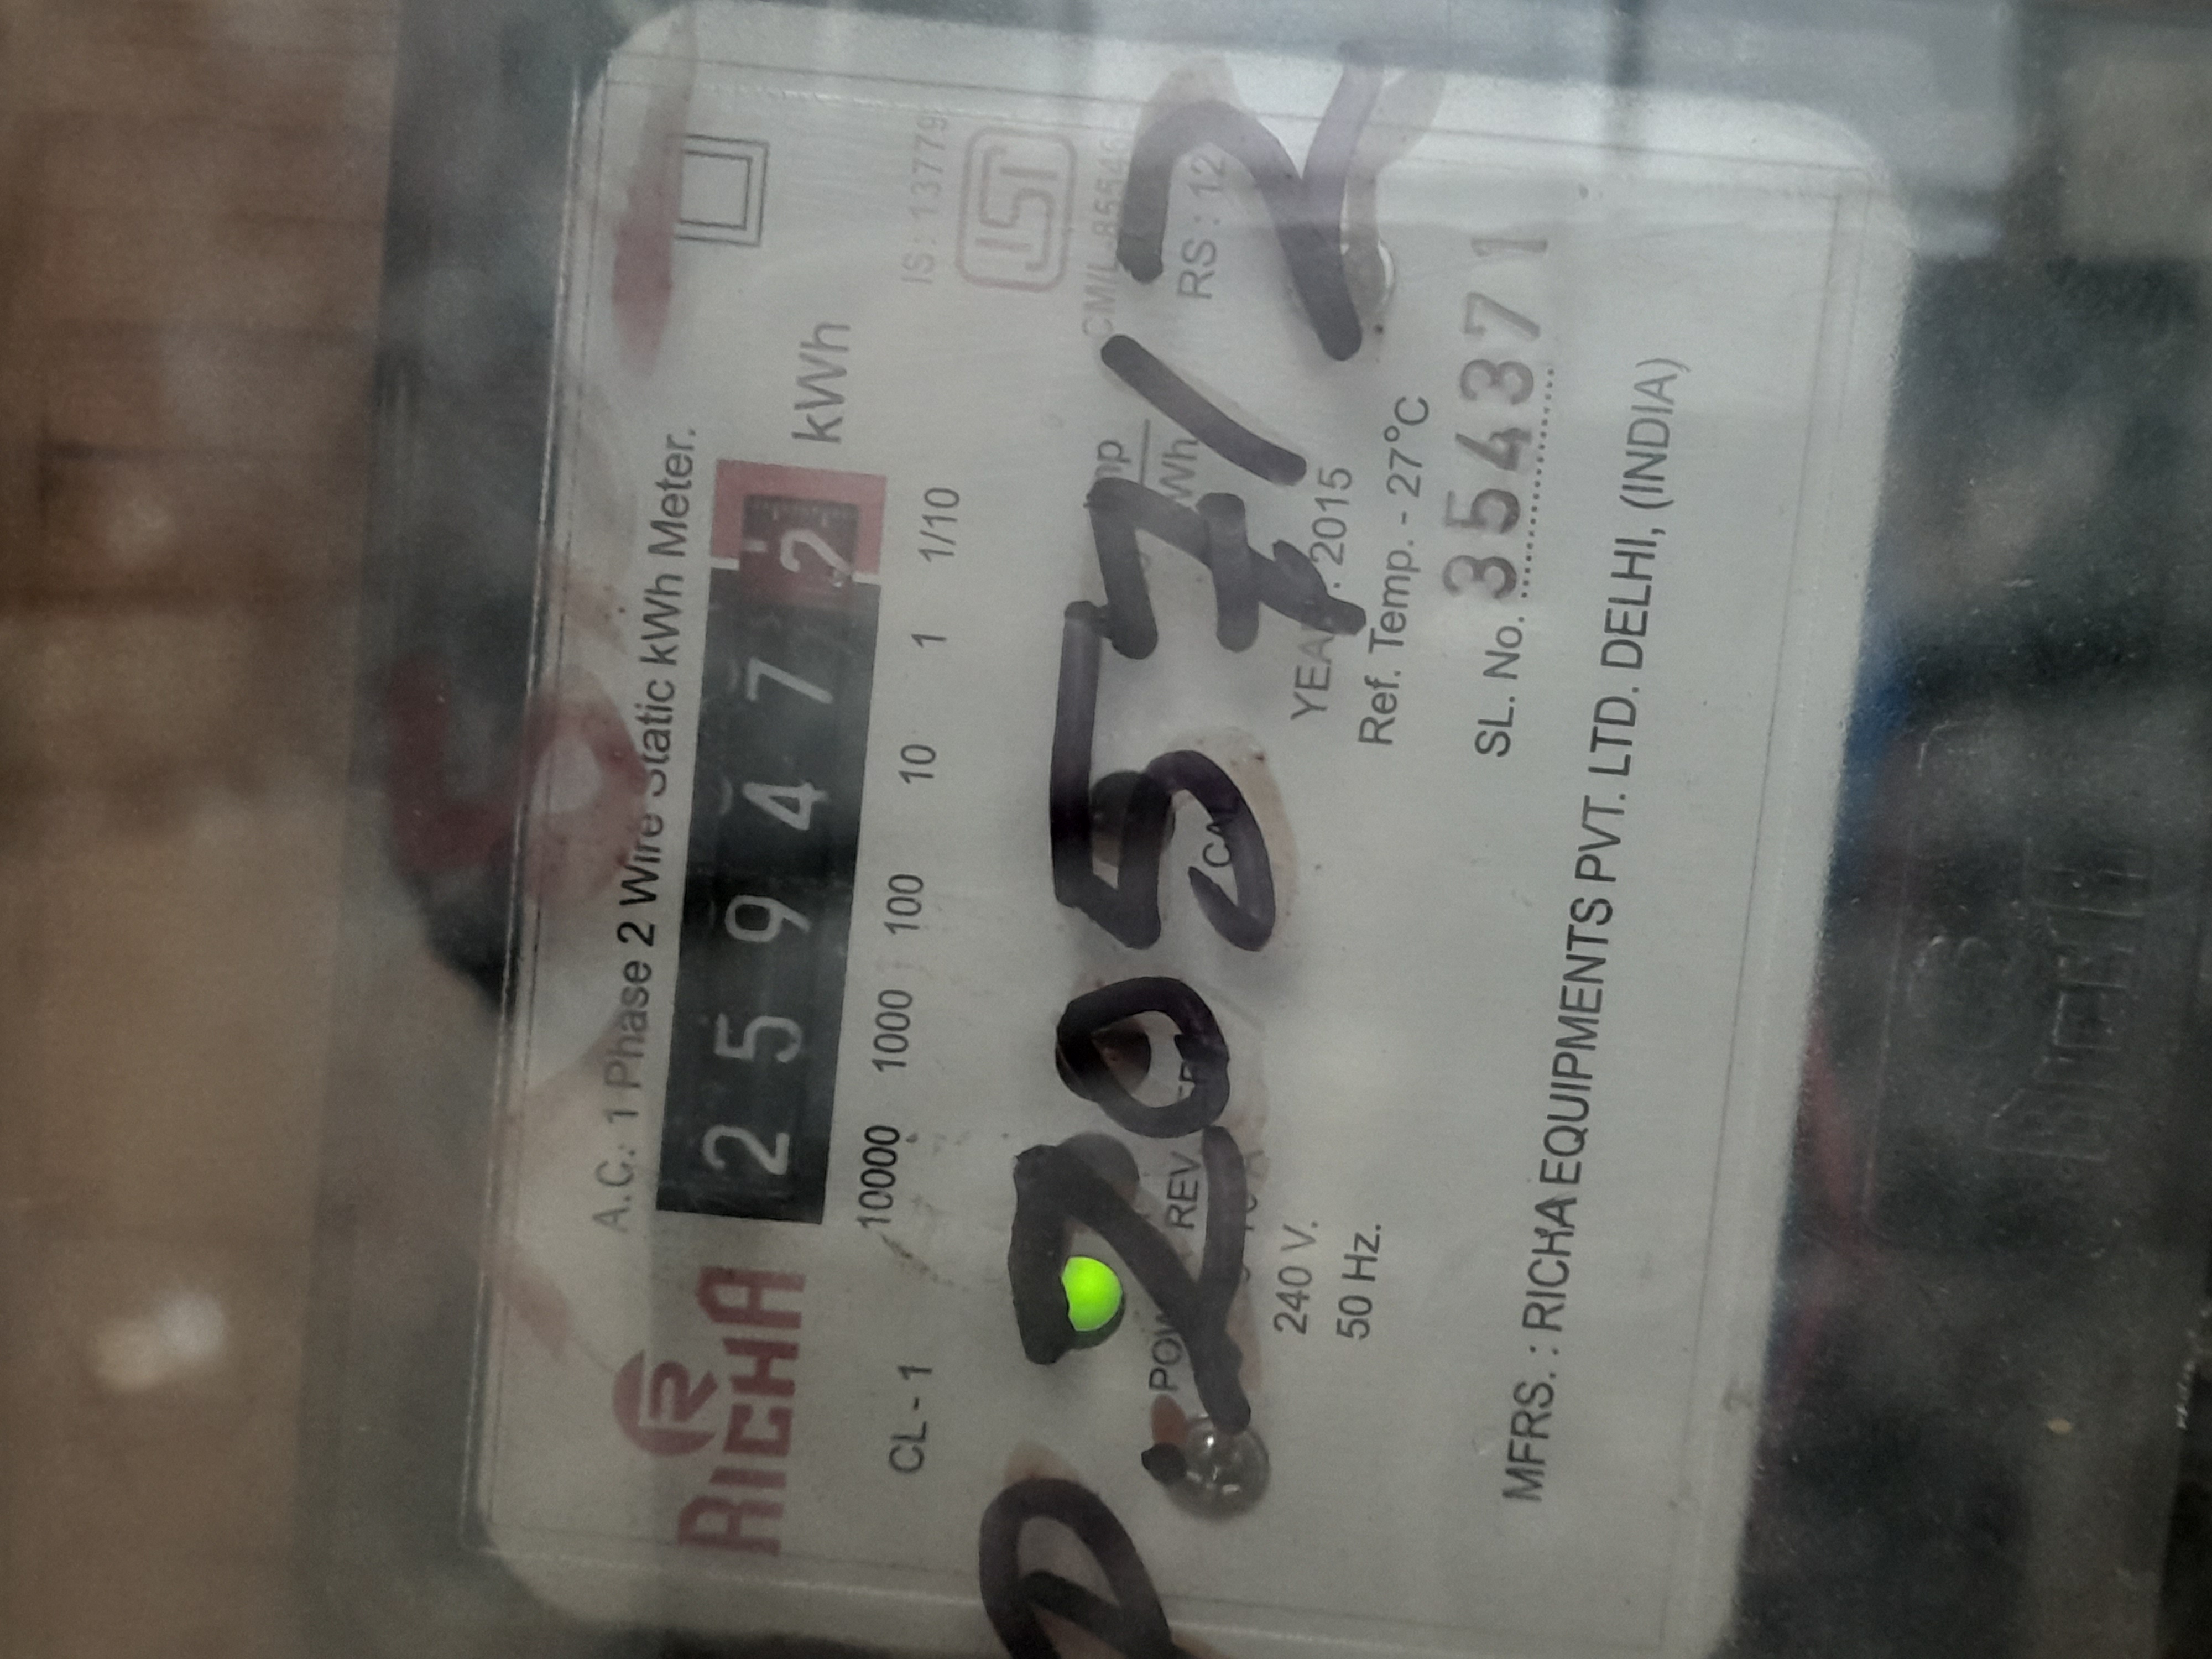 A.C.: 1 Phase 2 Wire Static kWh Meter.
RICHA
2 5 9 4 7 2 kWh
CL-1 10000 1000 100 10 1 1/10
IS: 13779
ISI
RS: 12
205
REV
240 V.
50 Hz.
2015
Ref. Temp. - 27°C
SL. No. 354371
MFRS. : RICHA EQUIPMENTS PVT. LTD. DELHI, (INDIA)